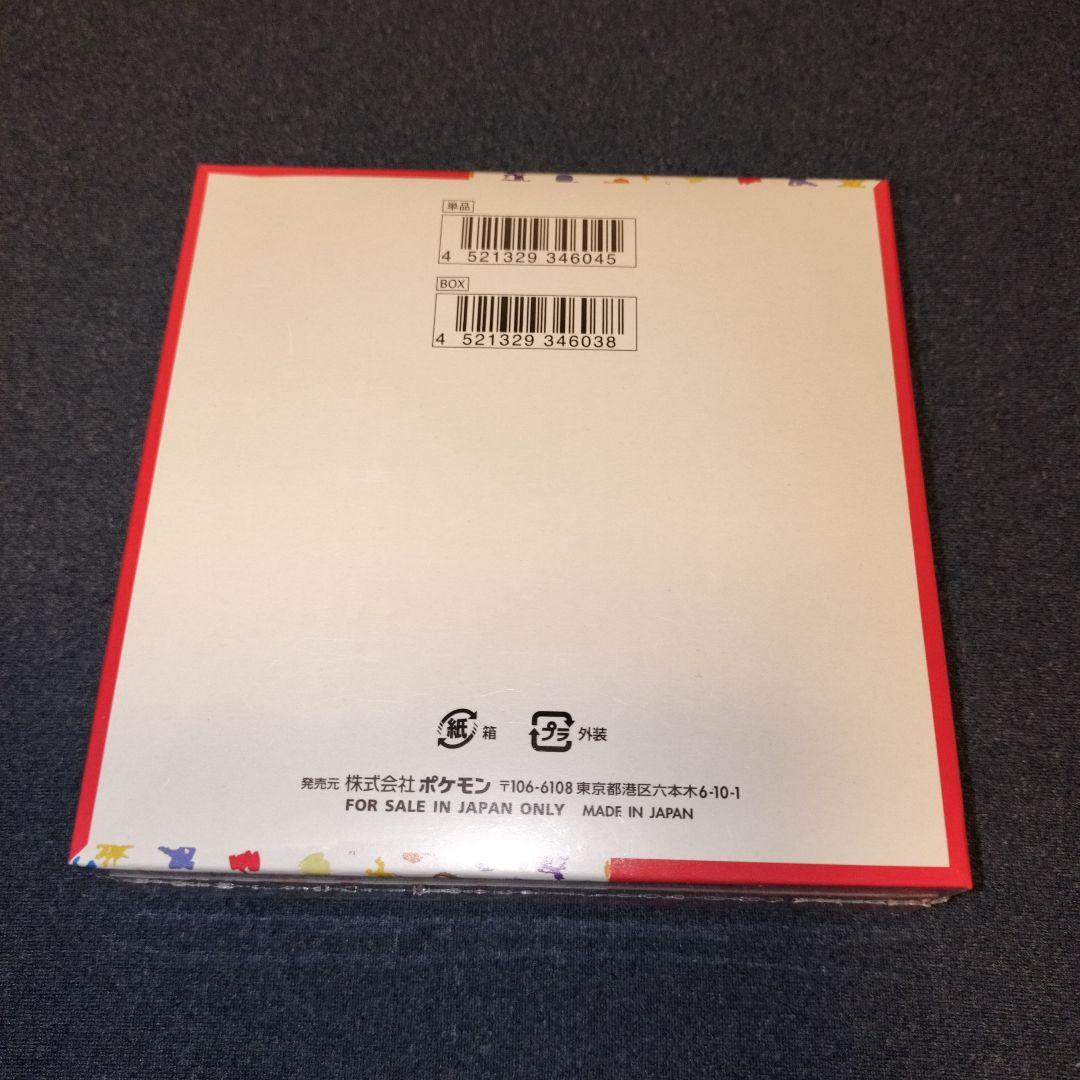 単品
4 521329 346045
BOX
4 521329 346038
紙 箱 プラ 外装
発売元 株式会社ポケモン 〒106-6108 東京都港区六本木6-10-1
FOR SALE IN JAPAN ONLY MADE IN JAPAN